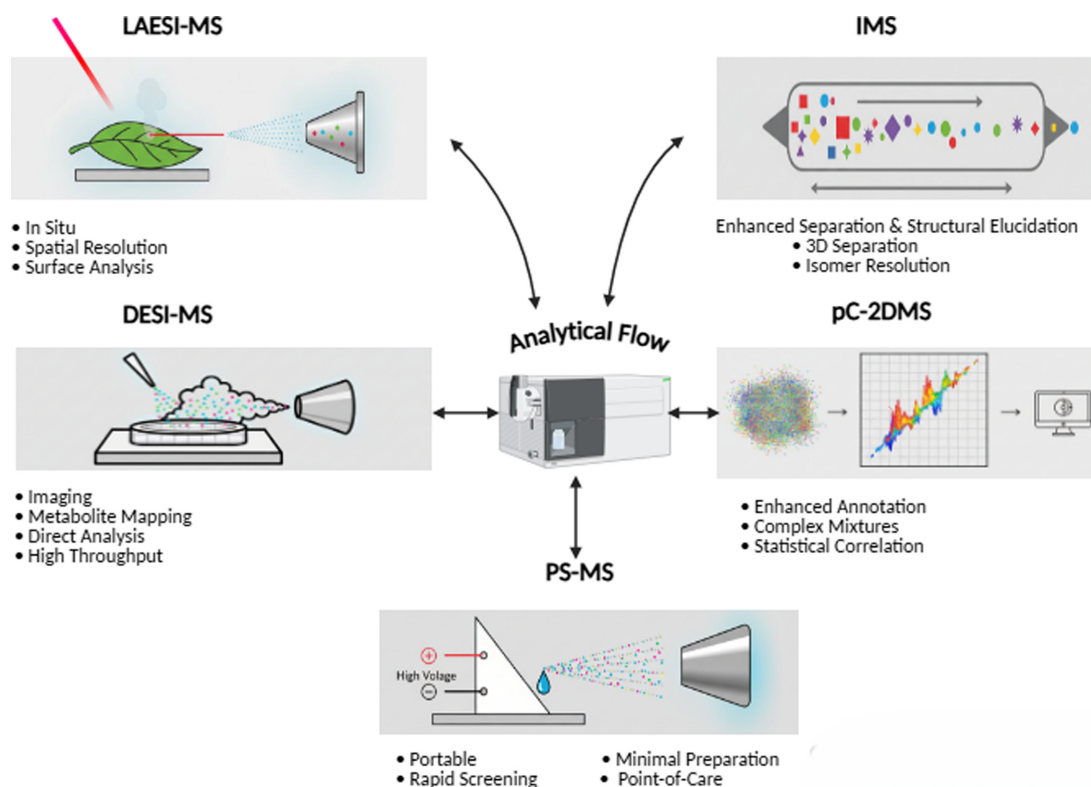 LAESI-MS
• In Situ
• Spatial Resolution
• Surface Analysis
IMS
Enhanced Separation & Structural Elucidation
• 3D Separation
• Isomer Resolution
DESI-MS
• Imaging
• Metabolite Mapping
• Direct Analysis
• High Throughput
Analytical Flow
pC-2DMS
• Enhanced Annotation
• Complex Mixtures
• Statistical Correlation
PS-MS
+
High Volage
−
• Portable
• Rapid Screening
• Minimal Preparation
• Point-of-Care